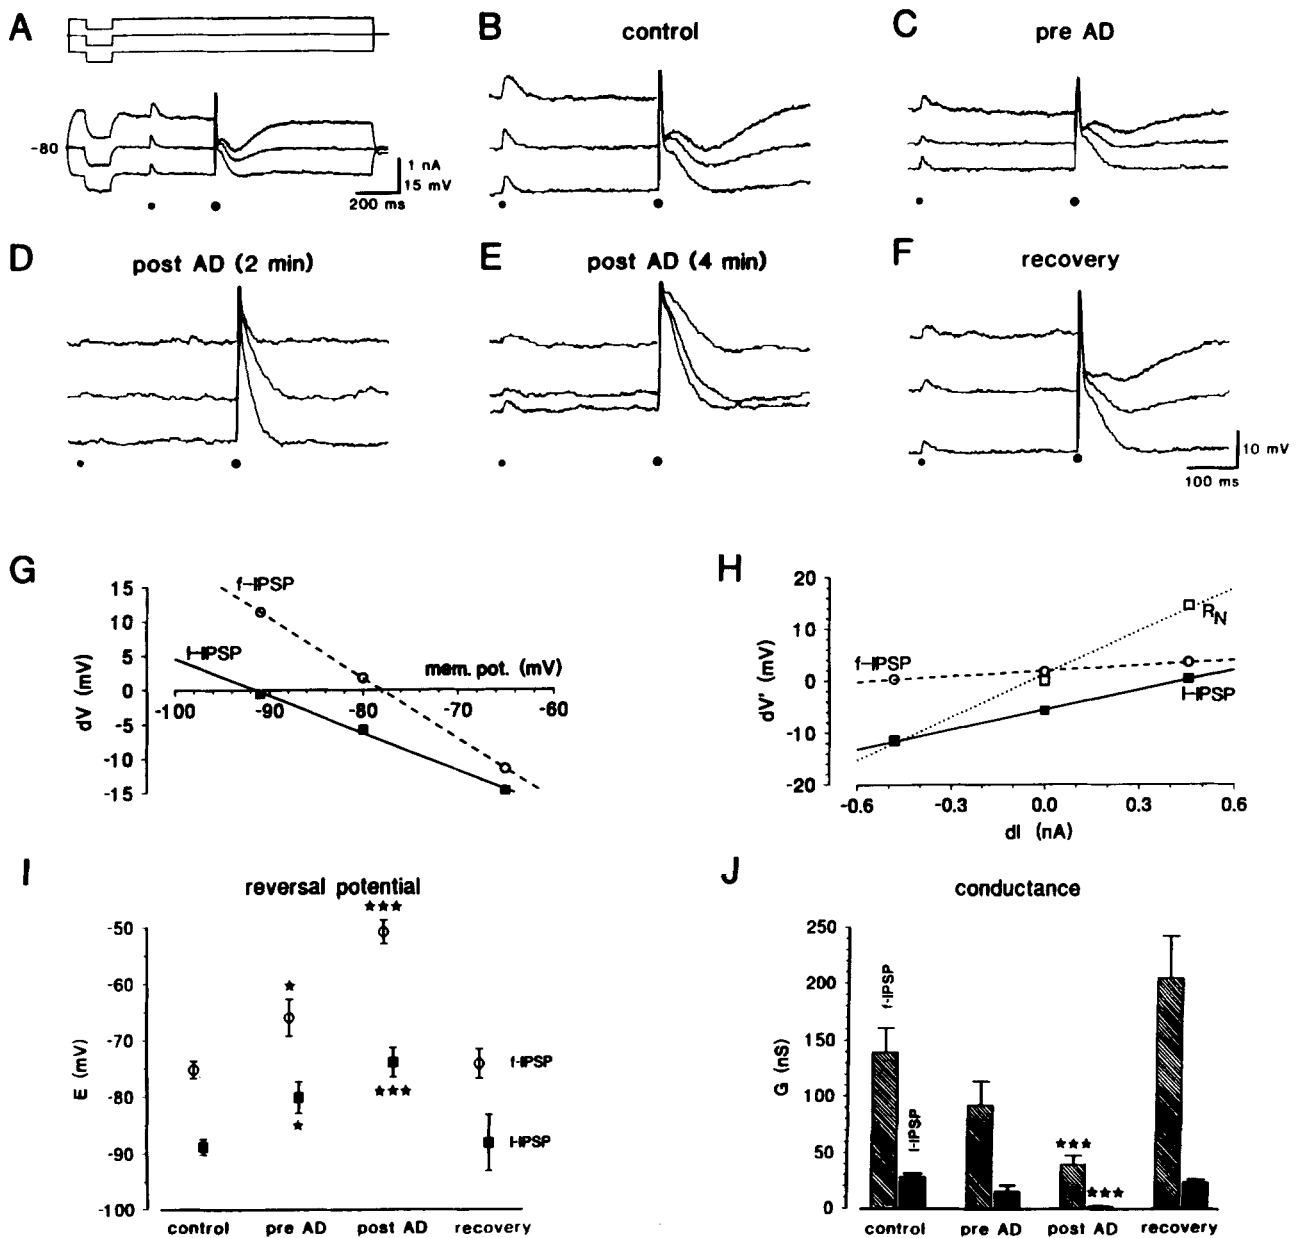 A
-80
1 nA
15 mV
200 ms
B
control
C
pre AD
D
post AD (2 min)
E
post AD (4 min)
F
recovery
10 mV
100 ms
G
15
10
5
0
-5
-10
-15
dV (mV)
f-IPSP
l-IPSP
mem. pot. (mV)
-100
-90
-80
-70
-60
H
20
10
0
-10
-20
dV' (mV)
f-IPSP
RN
l-IPSP
-0.6
-0.3
0.0
0.3
0.6
dI (nA)
I
reversal potential
-50
-60
-70
-80
-90
-100
E (mV)
★
★
★★★
★★★
f-IPSP
l-IPSP
control
pre AD
post AD
recovery
J
conductance
250
200
150
100
50
0
G (nS)
f-IPSP
l-IPSP
★★★
★★★
control
pre AD
post AD
recovery